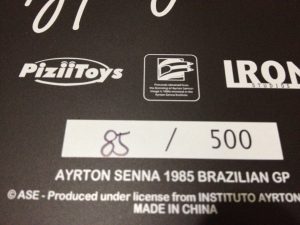 PiziiToys
IRON
STUDIOS
85 / 500
AYRTON SENNA 1985 BRAZILIAN GP
© ASE - Produced under license from INSTITUTO AYRTON
MADE IN CHINA